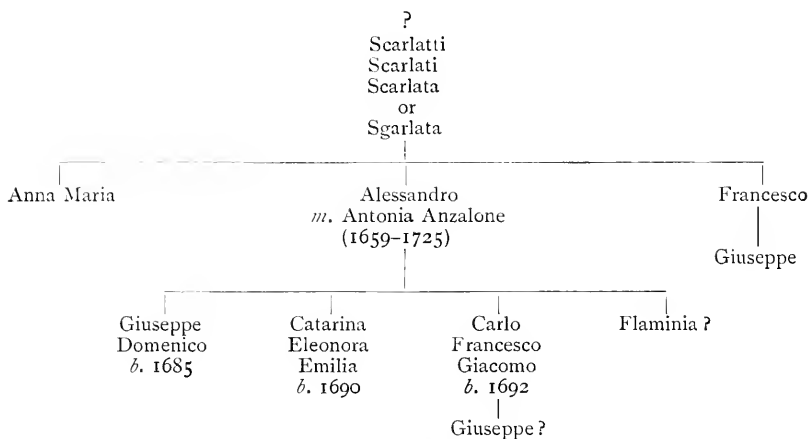 ?
Scarlatti
Scarlati
Scarlata
or
Sgarlata
Anna Maria
Alessandro
m. Antonia Anzalone
(1659–1725)
Francesco
Giuseppe
Giuseppe
Domenico
b. 1685
Catarina
Eleonora
Emilia
b. 1690
Carlo
Francesco
Giacomo
b. 1692
Giuseppe ?
Flaminia ?